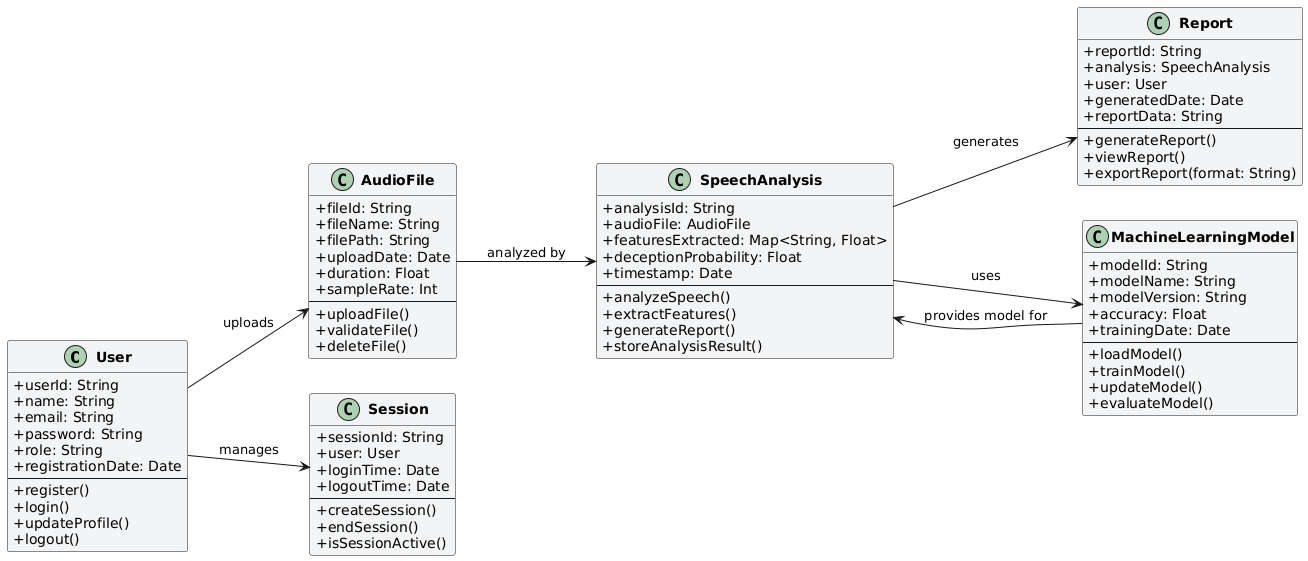 C User
+userId: String
+name: String
+email: String
+password: String
+role: String
+registrationDate: Date
+register()
+login()
+updateProfile()
+logout()
uploads
manages
C AudioFile
+fileId: String
+fileName: String
+filePath: String
+uploadDate: Date
+duration: Float
+sampleRate: Int
+uploadFile()
+validateFile()
+deleteFile()
C Session
+sessionId: String
+user: User
+loginTime: Date
+logoutTime: Date
+createSession()
+endSession()
+isSessionActive()
analyzed by
C SpeechAnalysis
+analysisId: String
+audioFile: AudioFile
+featuresExtracted: Map<String, Float>
+deceptionProbability: Float
+timestamp: Date
+analyzeSpeech()
+extractFeatures()
+generateReport()
+storeAnalysisResult()
generates
uses
provides model for
C Report
+reportId: String
+analysis: SpeechAnalysis
+user: User
+generatedDate: Date
+reportData: String
+generateReport()
+viewReport()
+exportReport(format: String)
C MachineLearningModel
+modelId: String
+modelName: String
+modelVersion: String
+accuracy: Float
+trainingDate: Date
+loadModel()
+trainModel()
+updateModel()
+evaluateModel()